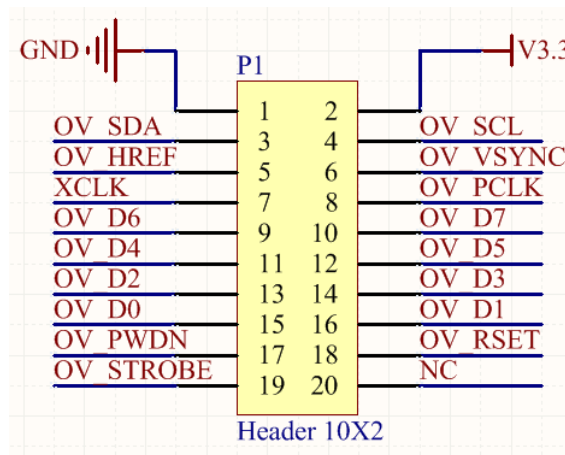 GND V3.3
P1
1 2
OV_SDA 3 4 OV_SCL
OV_HREF 5 6 OV_VSYNC
XCLK 7 8 OV_PCLK
OV_D6 9 10 OV_D7
OV_D4 11 12 OV_D5
OV_D2 13 14 OV_D3
OV_D0 15 16 OV_D1
OV_PWDN 17 18 OV_RSET
OV_STROBE 19 20 NC
Header 10X2